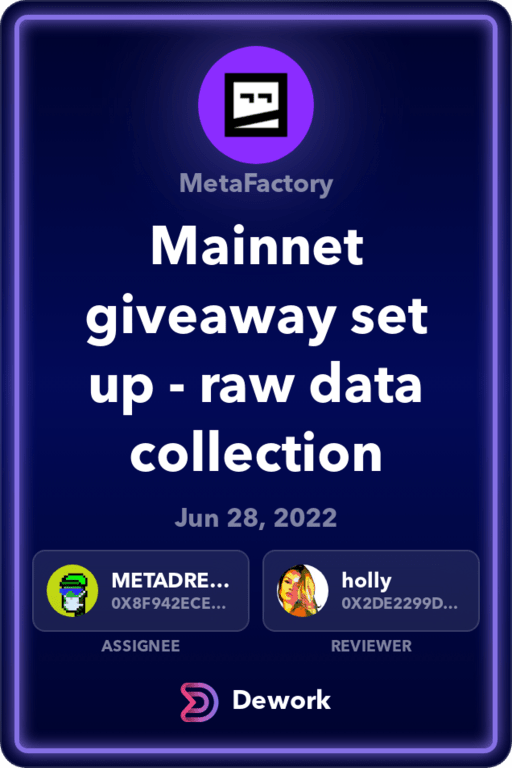 MetaFactory
Mainnet
giveaway set
up - raw data
collection
Jun 28, 2022
METADRE...
0X8F942ECE...
holly
0X2DE2299D...
ASSIGNEE
REVIEWER
Dework